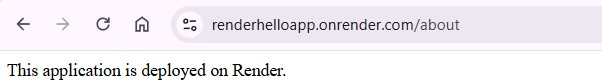 renderhelloapp.onrender.com/about
This application is deployed on Render.